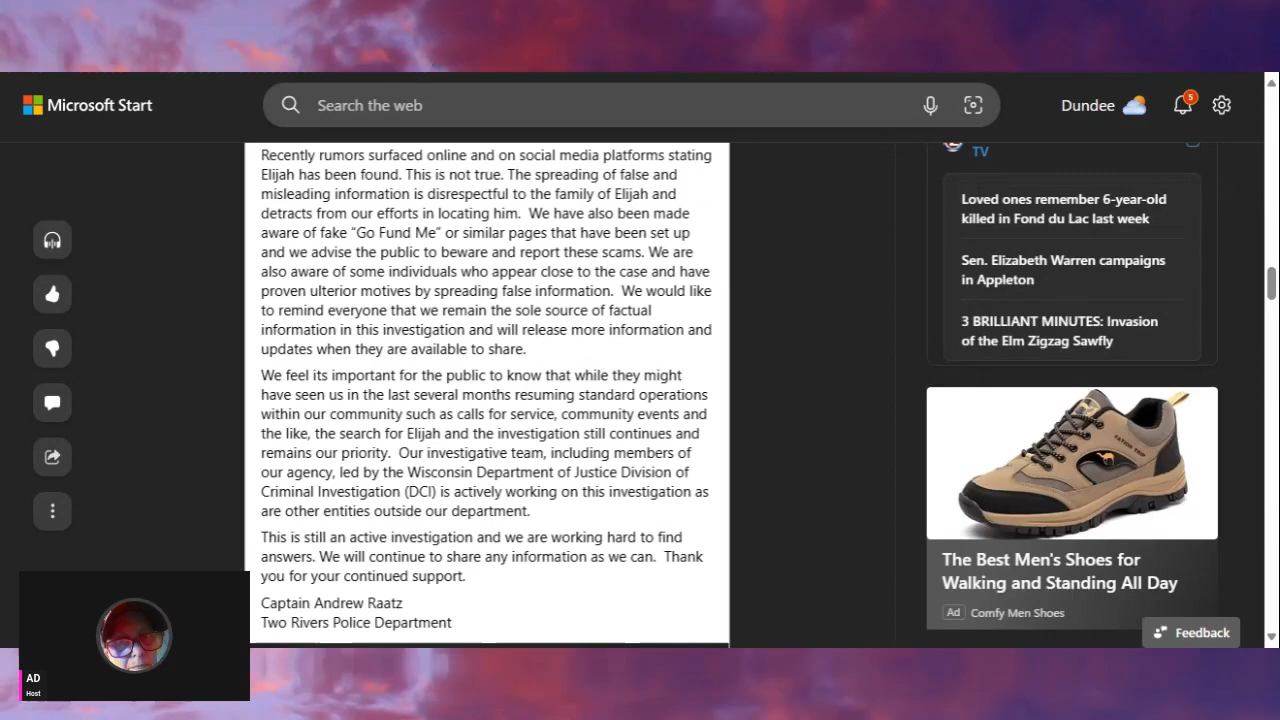 Microsoft Start
Search the web
Dundee
5
Recently rumors surfaced online and on social media platforms stating
Elijah has been found. This is not true. The spreading of false and
misleading information is disrespectful to the family of Elijah and
detracts from our efforts in locating him. We have also been made
aware of fake “Go Fund Me” or similar pages that have been set up
and we advise the public to beware and report these scams. We are
also aware of some individuals who appear close to the case and have
proven ulterior motives by spreading false information. We would like
to remind everyone that we remain the sole source of factual
information in this investigation and will release more information and
updates when they are available to share.
We feel its important for the public to know that while they might
have seen us in the last several months resuming standard operations
within our community such as calls for service, community events and
the like, the search for Elijah and the investigation still continues and
remains our priority. Our investigative team, including members of
our agency, led by the Wisconsin Department of Justice Division of
Criminal Investigation (DCI) is actively working on this investigation as
are other entities outside our department.
This is still an active investigation and we are working hard to find
answers. We will continue to share any information as we can. Thank
you for your continued support.
Captain Andrew Raatz
Two Rivers Police Department
TV
Loved ones remember 6-year-old
killed in Fond du Lac last week
Sen. Elizabeth Warren campaigns
in Appleton
3 BRILLIANT MINUTES: Invasion
of the Elm Zigzag Sawfly
The Best Men's Shoes for
Walking and Standing All Day
Ad Comfy Men Shoes
Feedback
AD
Host